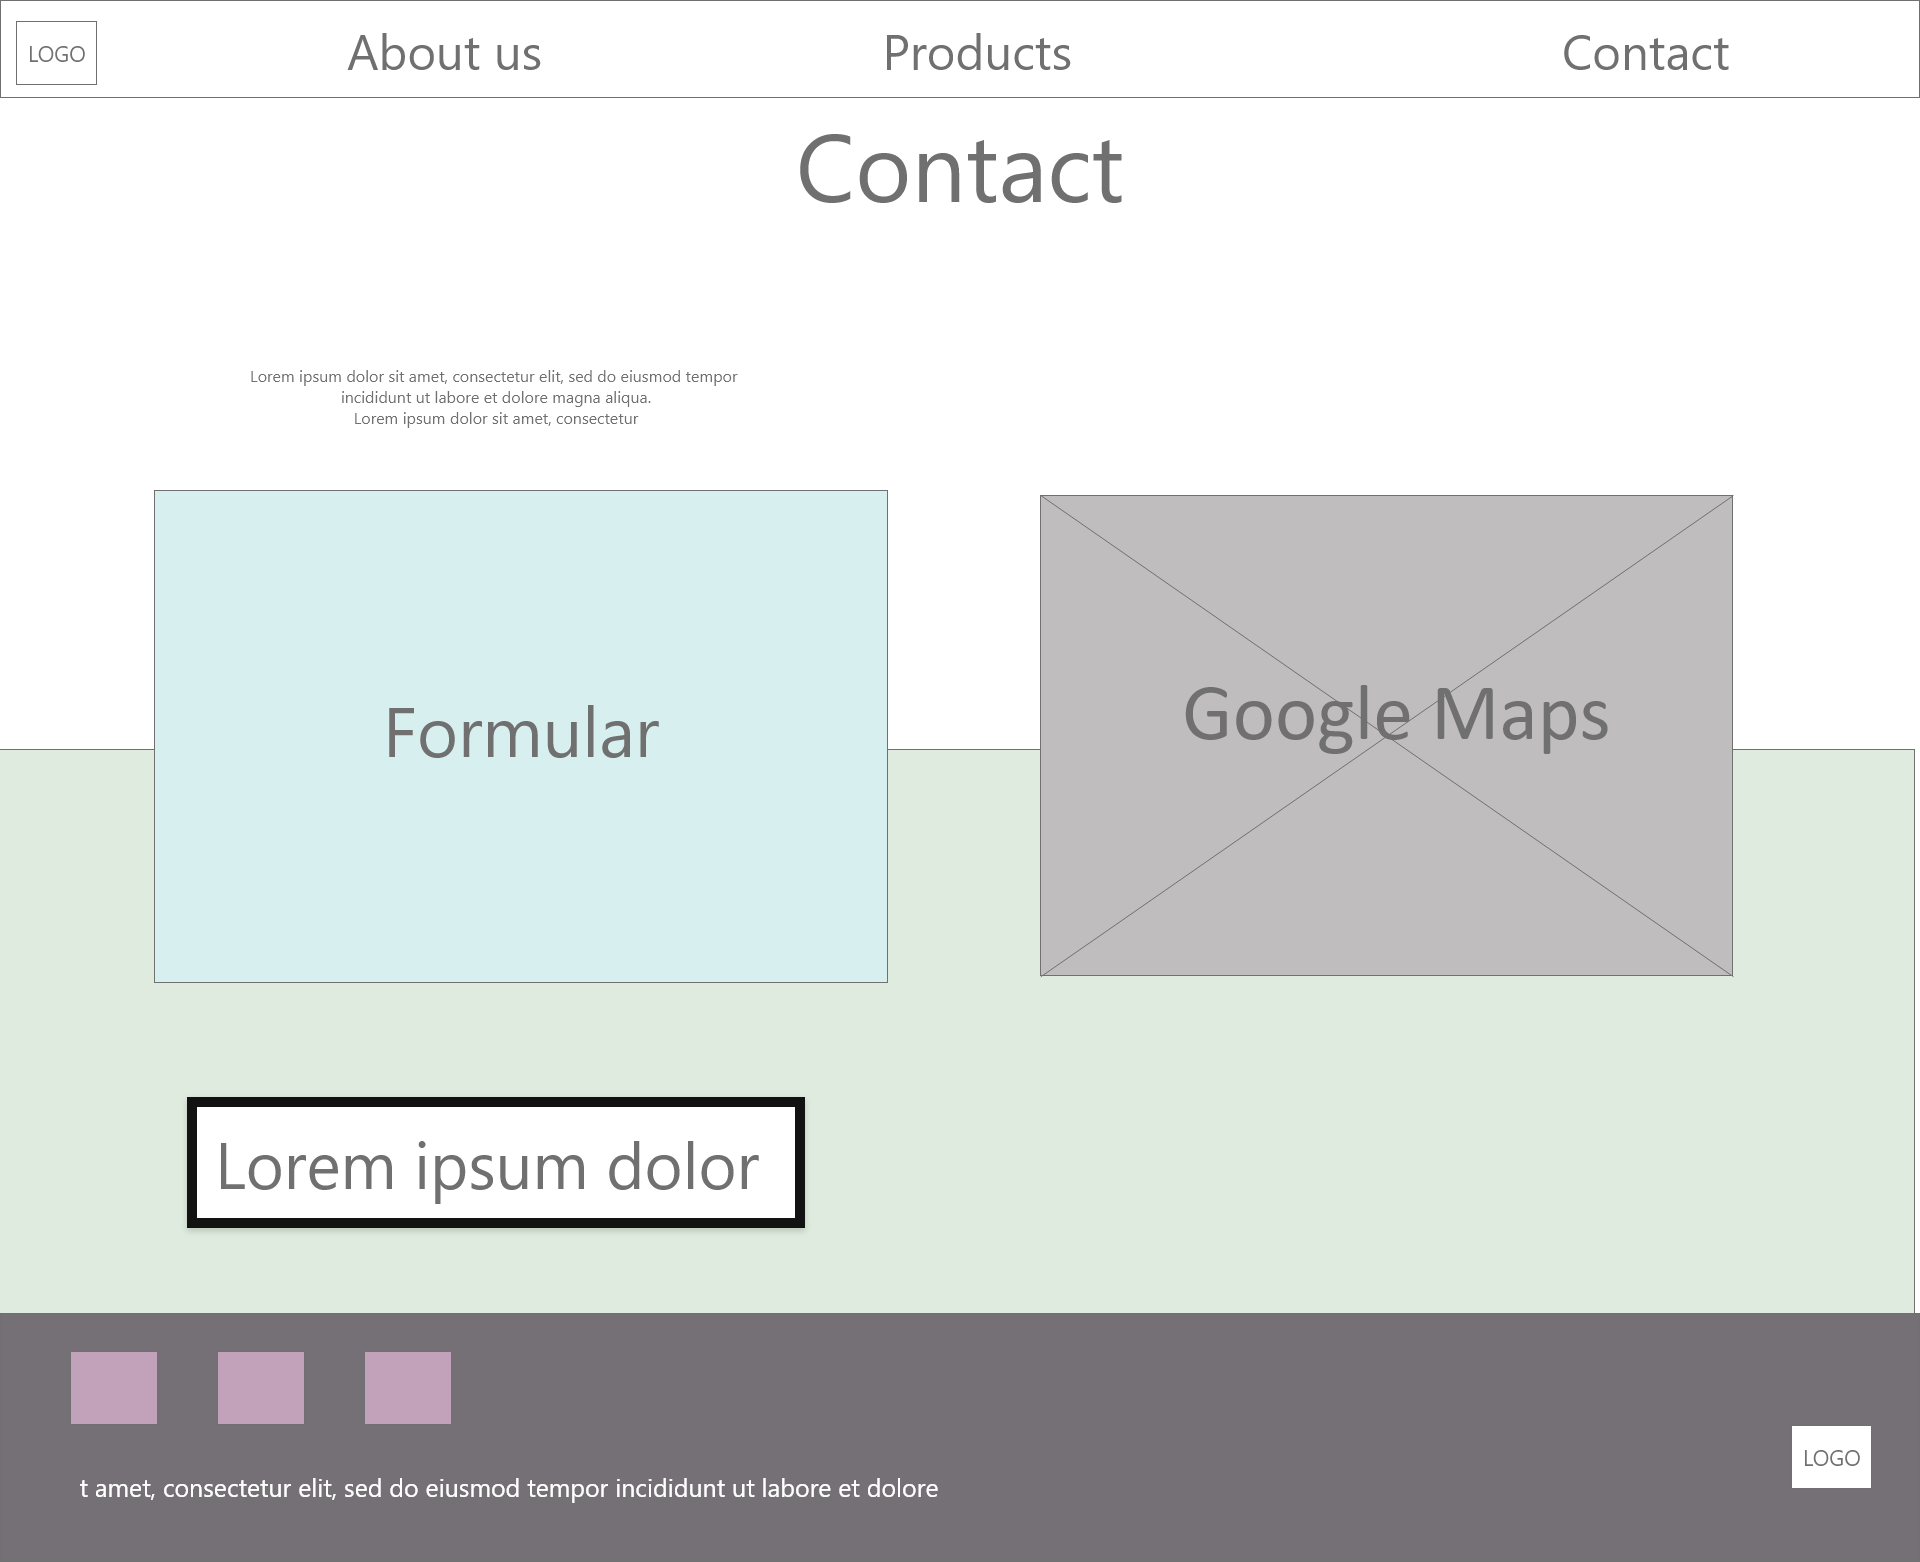 LOGO
About us
Products
Contact
Contact
Lorem ipsum dolor sit amet, consectetur elit, sed do eiusmod tempor
incididunt ut labore et dolore magna aliqua.
Lorem ipsum dolor sit amet, consectetur
Formular
Google Maps
Lorem ipsum dolor
t amet, consectetur elit, sed do eiusmod tempor incididunt ut labore et dolore
LOGO